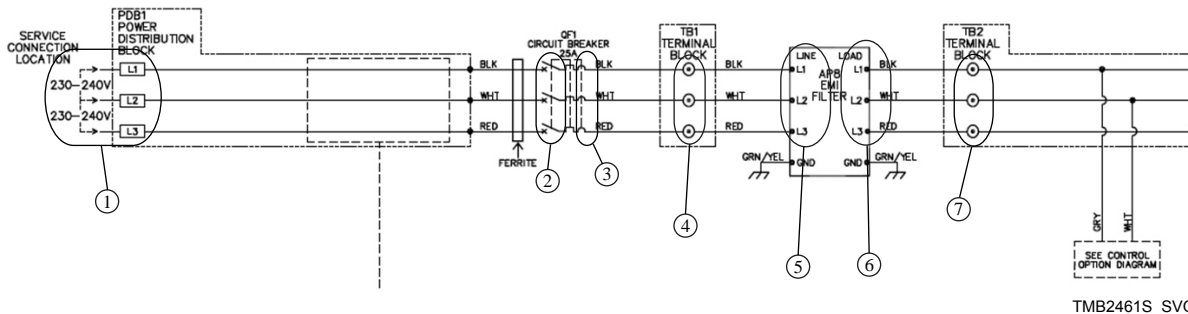 PDB1
POWER
DISTRIBUTION
BLOCK
SERVICE
CONNECTION
LOCATION
L1
230-240V
L2
230-240V
L3
1
QF1
CIRCUIT BREAKER
25A
BLK
BLK
WHT
WHT
RED
RED
FERRITE
2
3
TB1
TERMINAL
BLOCK
BLK
WHT
RED
4
LINE
LOAD
L1
L1
AP8
EMI
FILTER
L2
L2
L3
L3
GRN/YEL
GND
GND
GRN/YEL
5
6
BLK
WHT
RED
TB2
TERMINAL
BLOCK
7
GRY
WHT
SEE CONTROL
OPTION DIAGRAM
TMB2461S_SVG